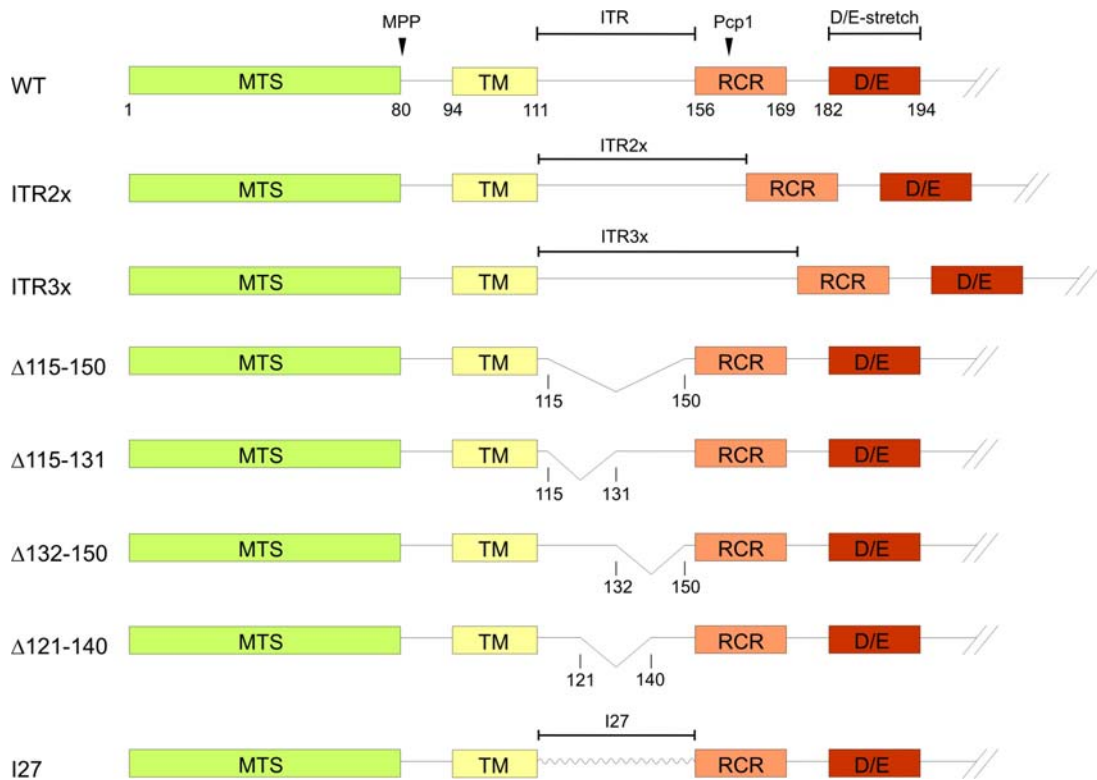 MPP ITR Pcp1 D/E-stretch
WT MTS TM RCR D/E
1 80 94 111 156 169 182 194
ITR2x
ITR2x MTS TM RCR D/E
ITR3x
ITR3x MTS TM RCR D/E
Δ115-150 MTS TM RCR D/E
115 150
Δ115-131 MTS TM RCR D/E
115 131
Δ132-150 MTS TM RCR D/E
132 150
Δ121-140 MTS TM RCR D/E
121 140
I27
I27 MTS TM RCR D/E